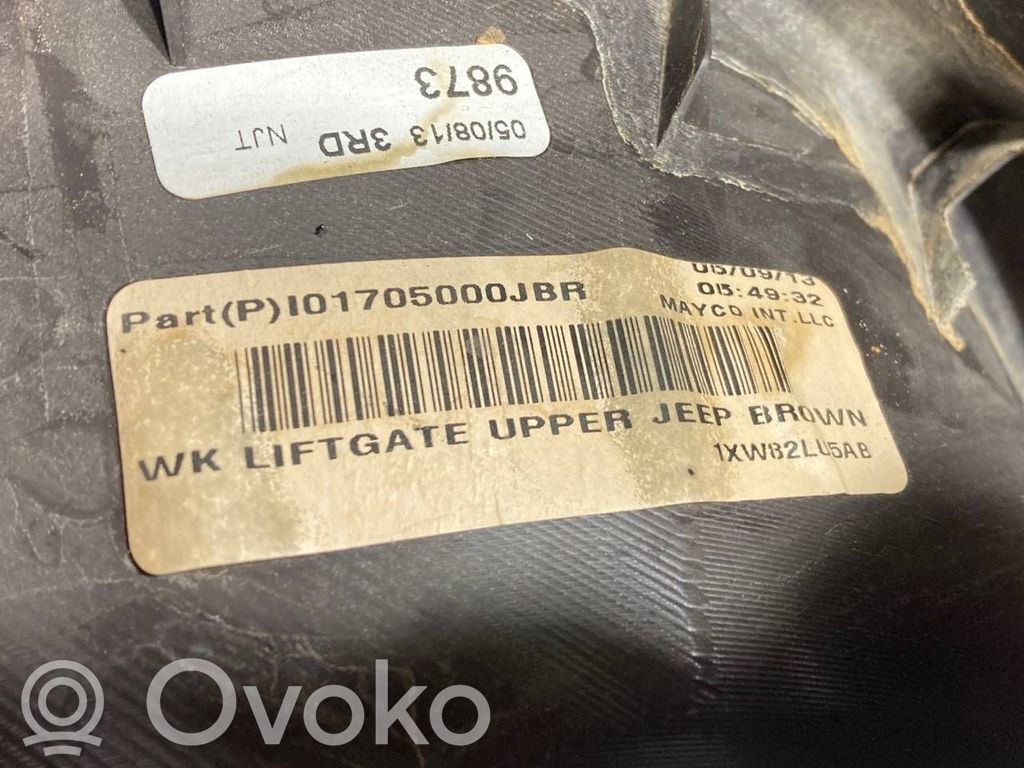 05/08/13 3RD NJT
9873
Part(P)I01705000JBR
05/09/13
05:49:32
MAYCO INT.LLC
WK LIFTGATE UPPER JEEP BROWN
1XW82LU5AB
Ovoko